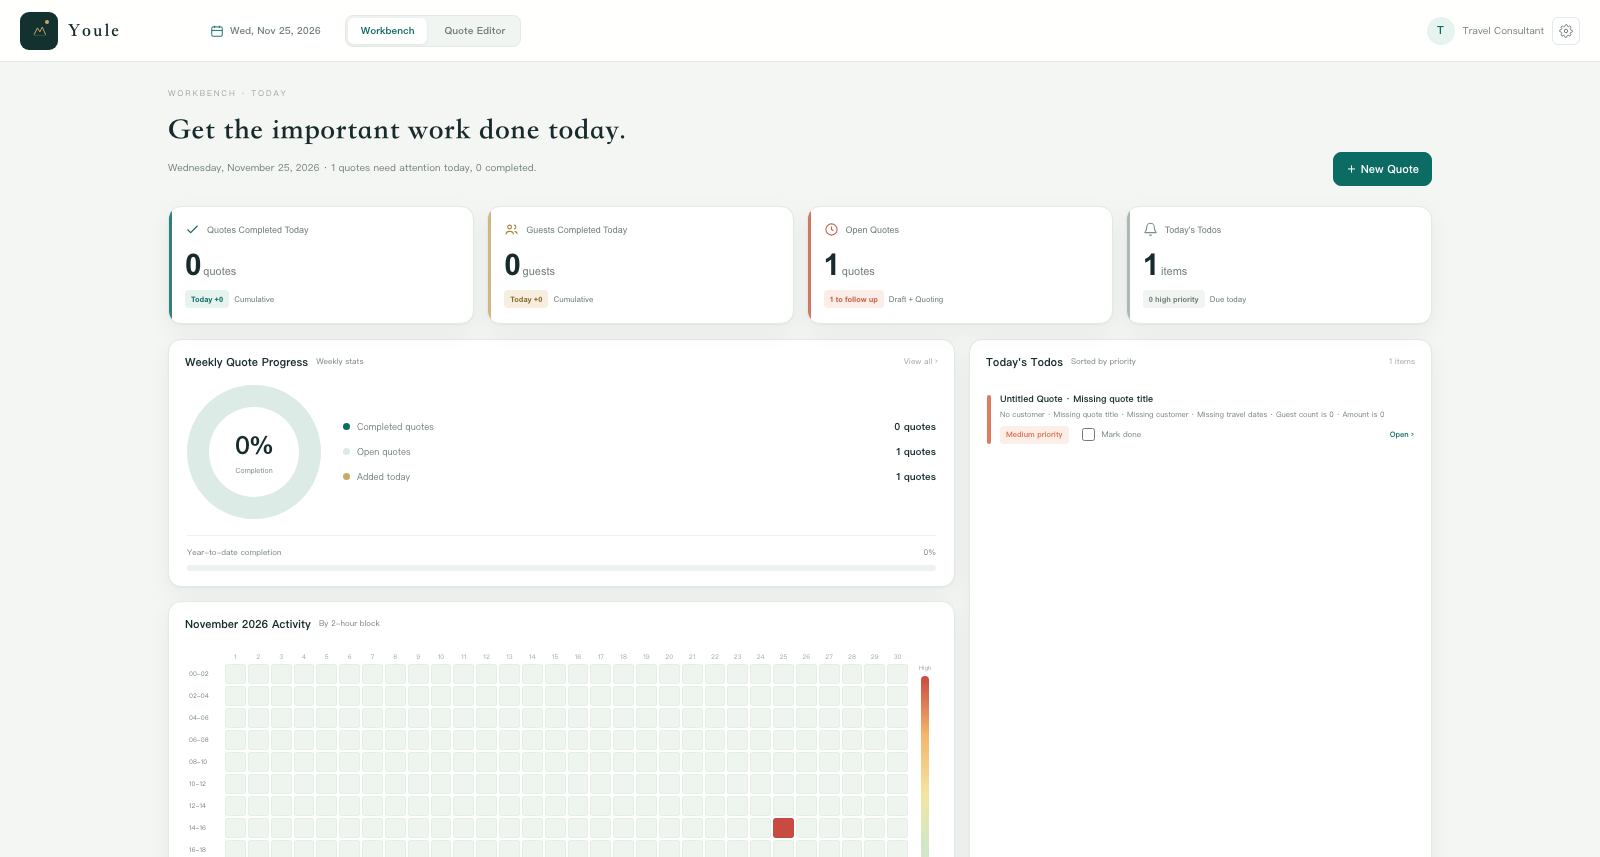 Youle
Wed, Nov 25, 2026
Workbench
Quote Editor
T
Travel Consultant
WORKBENCH · TODAY
Get the important work done today.
Wednesday, November 25, 2026 · 1 quotes need attention today, 0 completed.
+ New Quote
Quotes Completed Today
0 quotes
Today +0 Cumulative
Guests Completed Today
0 guests
Today +0 Cumulative
Open Quotes
1 quotes
1 to follow up Draft + Quoting
Today's Todos
1 items
0 high priority Due today
Weekly Quote Progress Weekly stats View all ›
0%
Completion
Completed quotes 0 quotes
Open quotes 1 quotes
Added today 1 quotes
Year-to-date completion 0%
Today's Todos Sorted by priority 1 items
Untitled Quote · Missing quote title
No customer · Missing quote title · Missing customer · Missing travel dates · Guest count is 0 · Amount is 0
Medium priority Mark done Open ›
November 2026 Activity By 2-hour block
1 2 3 4 5 6 7 8 9 10 11 12 13 14 15 16 17 18 19 20 21 22 23 24 25 26 27 28 29 30
High
00-02
02-04
04-06
06-08
08-10
10-12
12-14
14-16
16-18